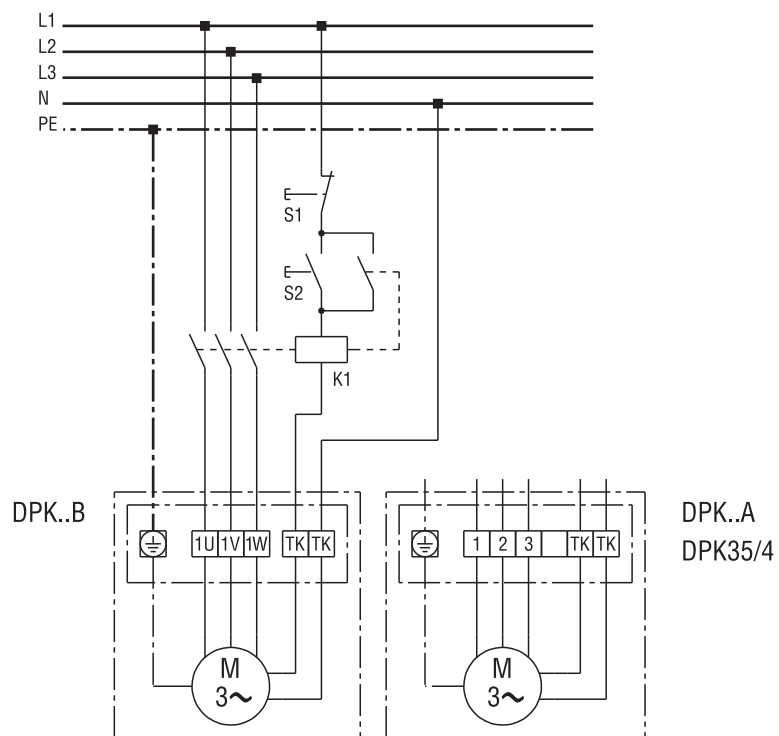 L1
L2
L3
N
PE
S1
S2
K1
DPK..B
1U 1V 1W TK TK
M
3~
DPK..A
DPK35/4
1 2 3 TK TK
M
3~